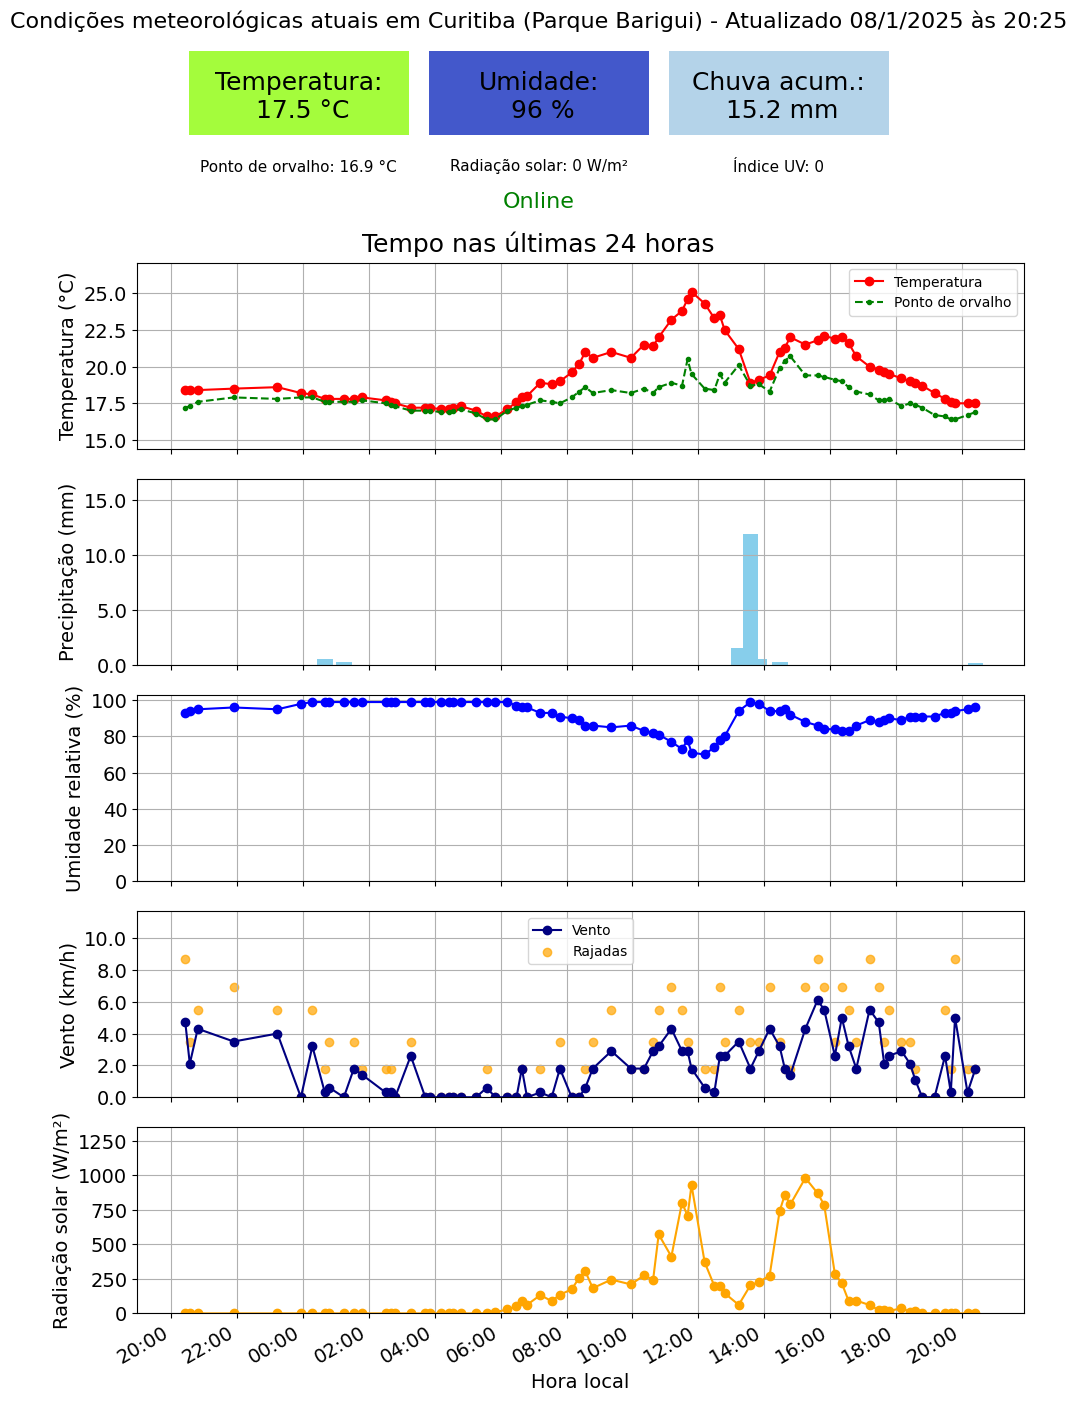 Condições meteorológicas atuais em Curitiba (Parque Barigui) - Atualizado 08/1/2025 às 20:25
Temperatura:
17.5 °C
Umidade:
96 %
Chuva acum.:
15.2 mm
Ponto de orvalho: 16.9 °C
Radiação solar: 0 W/m²
Índice UV: 0
Online
Tempo nas últimas 24 horas
Temperatura (°C)
25.0
22.5
20.0
17.5
15.0
Temperatura
Ponto de orvalho
Precipitação (mm)
15.0
10.0
5.0
0.0
Umidade relativa (%)
100
80
60
40
20
0
Vento (km/h)
10.0
8.0
6.0
4.0
2.0
0.0
Vento
Rajadas
Radiação solar (W/m²)
1250
1000
750
500
250
0
20:00
22:00
00:00
02:00
04:00
06:00
08:00
10:00
12:00
14:00
16:00
18:00
20:00
Hora local